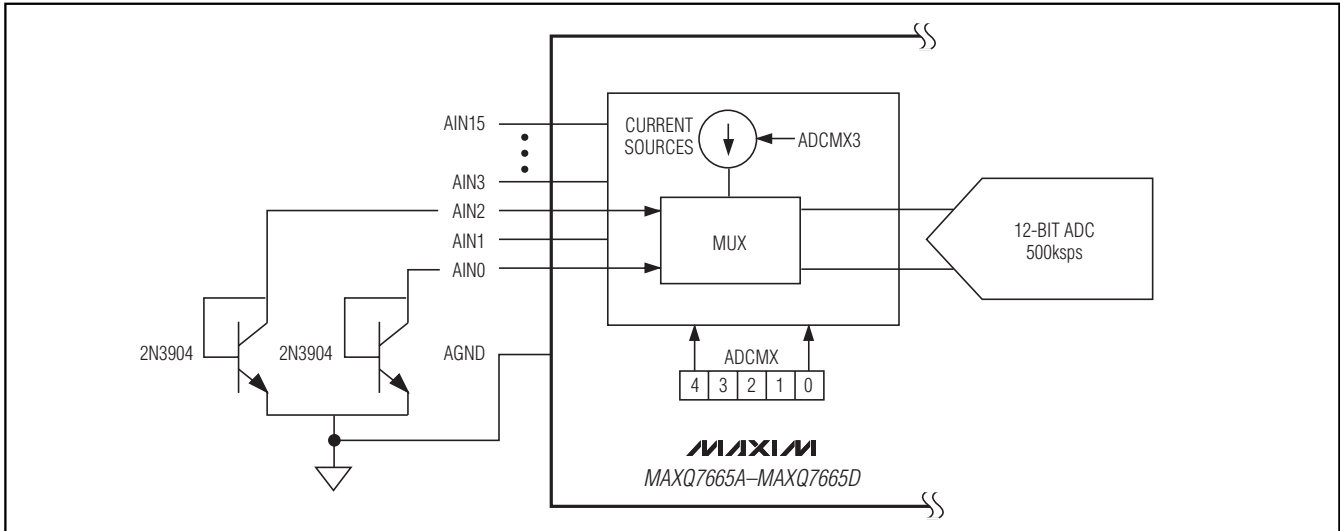 AIN15
AIN3
AIN2
AIN1
AIN0
AGND
2N3904
2N3904
CURRENT
SOURCES
ADCMX3
MUX
12-BIT ADC
500ksps
ADCMX
4 3 2 1 0
MAXIM
MAXQ7665A–MAXQ7665D